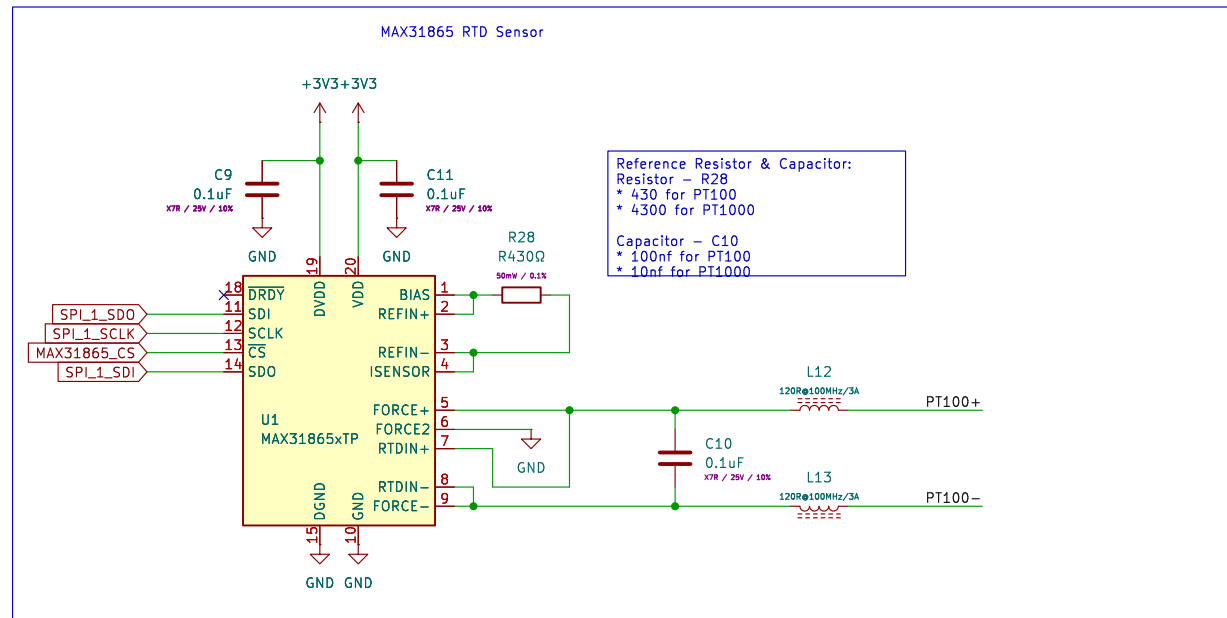 MAX31865 RTD Sensor
+3V3+3V3
C9
0.1uF
X7R / 25V / 10%
GND
C11
0.1uF
X7R / 25V / 10%
GND
Reference Resistor & Capacitor:
Resistor - R28
* 430 for PT100
* 4300 for PT1000
Capacitor - C10
* 100nf for PT100
* 10nf for PT1000
R28
R430Ω
50mW / 0.1%
19
20
DVDD
VDD
18 DRDY
11 SDI
12 SCLK
13 CS
14 SDO
SPI_1_SDO
SPI_1_SCLK
MAX31865_CS
SPI_1_SDI
BIAS 1
REFIN+ 2
REFIN- 3
ISENSOR 4
FORCE+ 5
FORCE2 6
RTDIN+ 7
RTDIN- 8
FORCE- 9
U1
MAX31865xTP
DGND
GND
15
10
GND GND
GND
C10
0.1uF
X7R / 25V / 10%
L12
120R@100MHz/3A
PT100+
L13
120R@100MHz/3A
PT100-